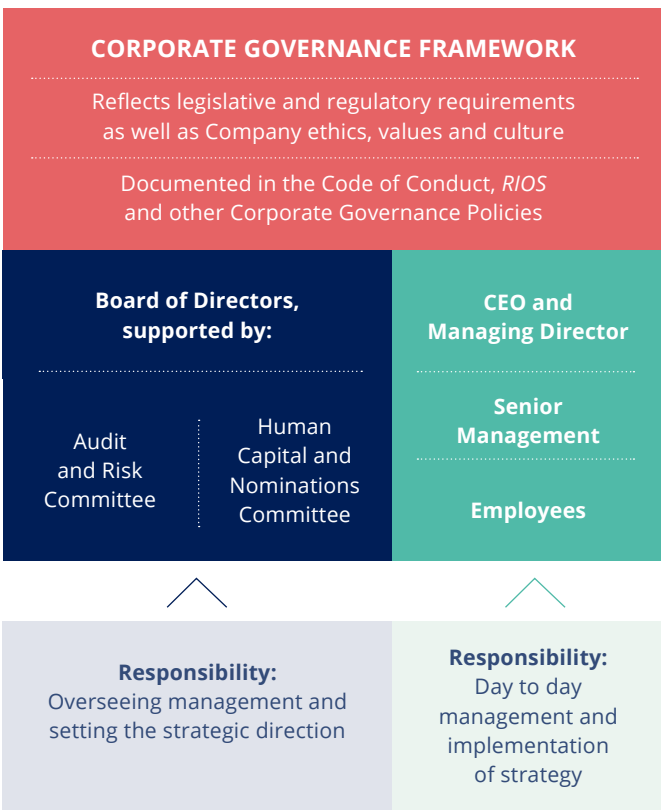 CORPORATE GOVERNANCE FRAMEWORK
Reflects legislative and regulatory requirements
as well as Company ethics, values and culture
Documented in the Code of Conduct, RIOS
and other Corporate Governance Policies
Board of Directors,
supported by:
Audit
and Risk
Committee
Human
Capital and
Nominations
Committee
CEO and
Managing Director
Senior
Management
Employees
Responsibility:
Overseeing management and
setting the strategic direction
Responsibility:
Day to day
management and
implementation
of strategy